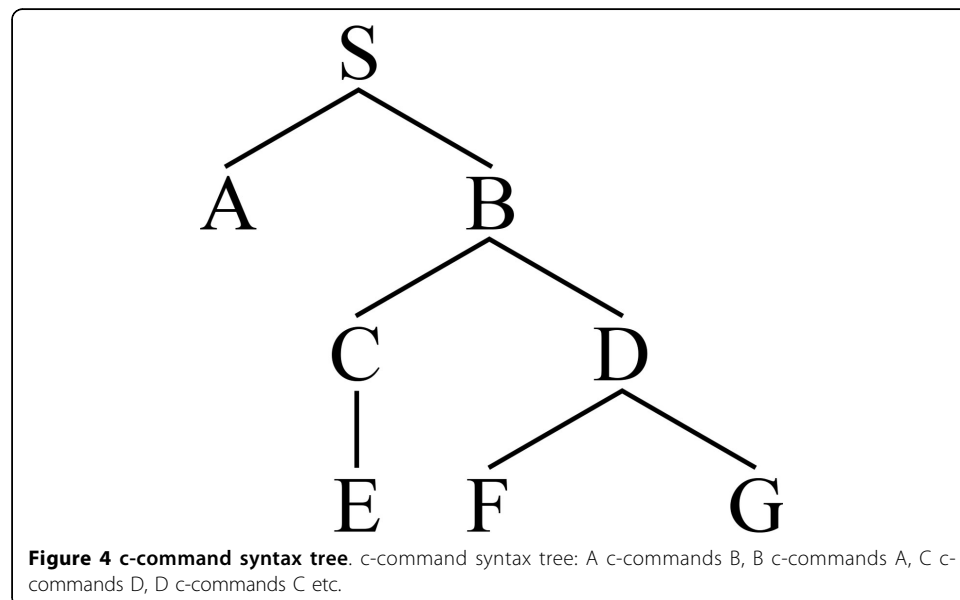 S
A B
C D
E F G
Figure 4 c-command syntax tree. c-command syntax tree: A c-commands B, B c-commands A, C c-
commands D, D c-commands C etc.